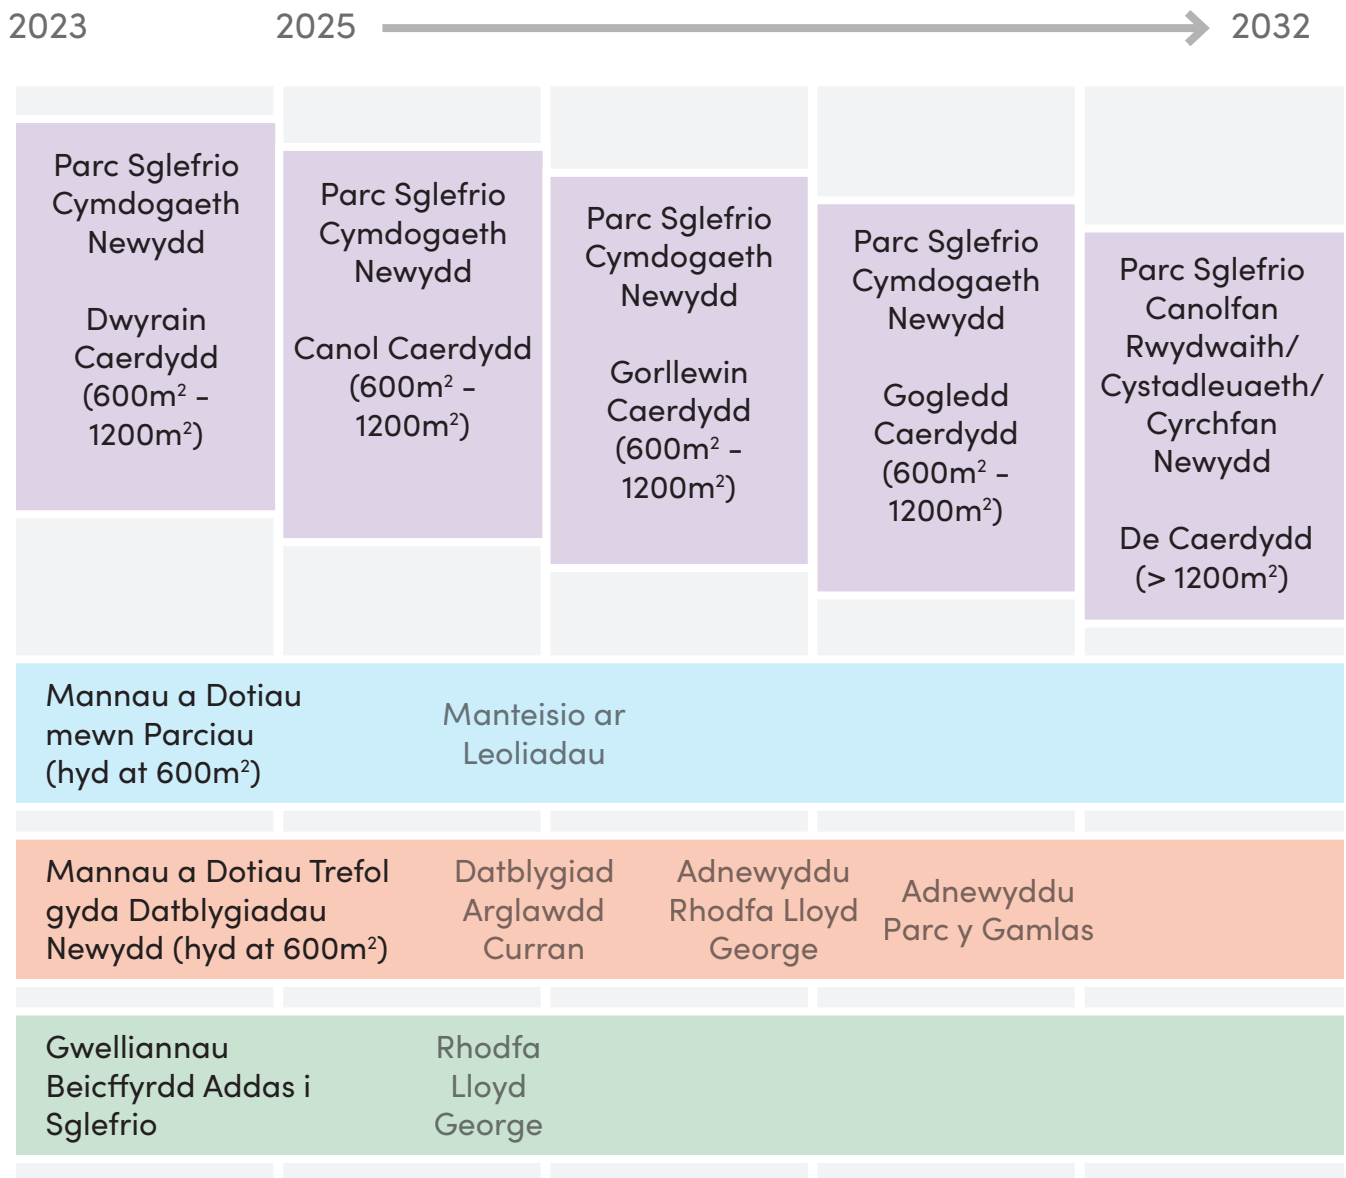 2023
2025
2032
Parc Sglefrio
Cymdogaeth
Newydd
Dwyrain
Caerdydd
(600m² -
1200m²)
Parc Sglefrio
Cymdogaeth
Newydd
Canol Caerdydd
(600m² -
1200m²)
Parc Sglefrio
Cymdogaeth
Newydd
Gorllewin
Caerdydd
(600m² -
1200m²)
Parc Sglefrio
Cymdogaeth
Newydd
Gogledd
Caerdydd
(600m² -
1200m²)
Parc Sglefrio
Canolfan
Rwydwaith/
Cystadleuaeth/
Cyrchfan
Newydd
De Caerdydd
(> 1200m²)
Mannau a Dotiau
mewn Parciau
(hyd at 600m²)
Manteisio ar
Leoliadau
Mannau a Dotiau Trefol
gyda Datblygiadau
Newydd (hyd at 600m²)
Datblygiad
Arglawdd
Curran
Adnewyddu
Rhodfa Lloyd
George
Adnewyddu
Parc y Gamlas
Gwelliannau
Beicffyrdd Addas i
Sglefrio
Rhodfa
Lloyd
George